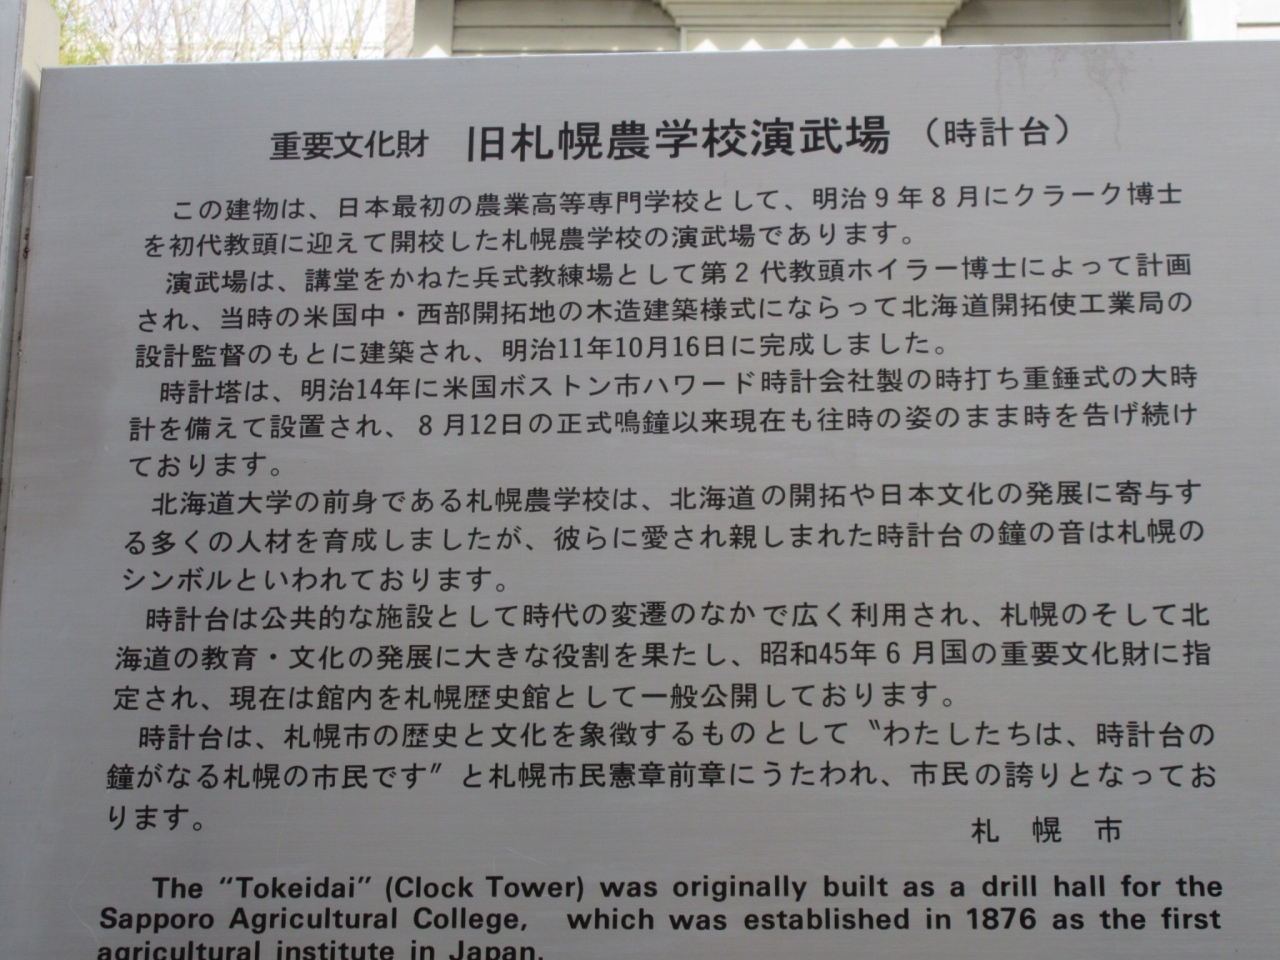 重要文化財 旧札幌農学校演武場 （時計台）
この建物は、日本最初の農業高等専門学校として、明治９年８月にクラーク博士
を初代教頭に迎えて開校した札幌農学校の演武場であります。
演武場は、講堂をかねた兵式教練場として第２代教頭ホイラー博士によって計画
され、当時の米国中・西部開拓地の木造建築様式にならって北海道開拓使工業局の
設計監督のもとに建築され、明治11年10月16日に完成しました。
時計塔は、明治14年に米国ボストン市ハワード時計会社製の時打ち重錘式の大時
計を備えて設置され、８月12日の正式鳴鐘以来現在も往時の姿のまま時を告げ続け
ております。
北海道大学の前身である札幌農学校は、北海道の開拓や日本文化の発展に寄与す
る多くの人材を育成しましたが、彼らに愛され親しまれた時計台の鐘の音は札幌の
シンボルといわれております。
時計台は公共的な施設として時代の変遷のなかで広く利用され、札幌のそして北
海道の教育・文化の発展に大きな役割を果たし、昭和45年６月国の重要文化財に指
定され、現在は館内を札幌歴史館として一般公開しております。
時計台は、札幌市の歴史と文化を象徴するものとして〝わたしたちは、時計台の
鐘がなる札幌の市民です〞と札幌市民憲章前章にうたわれ、市民の誇りとなってお
ります。
札 幌 市
The “Tokeidai” (Clock Tower) was originally built as a drill hall for the
Sapporo Agricultural College, which was established in 1876 as the first
agricultural institute in Japan.